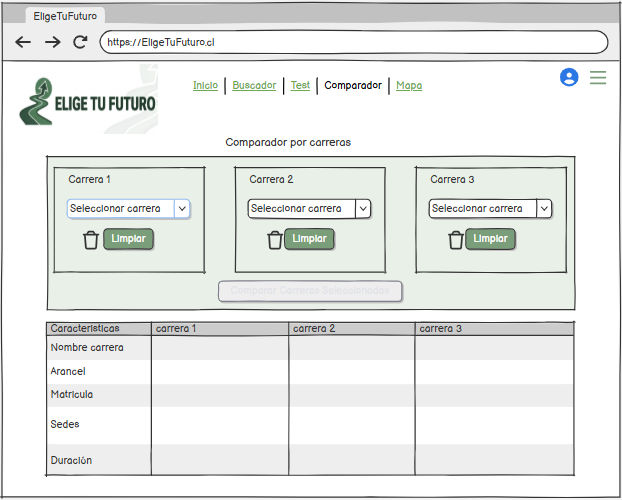 EligeTuFuturo
https://EligeTuFuturo.cl
ELIGE TU FUTURO
Inicio Buscador Test Comparador Mapa
Comparador por carreras
Carrera 1 Carrera 2 Carrera 3
Seleccionar carrera Seleccionar carrera Seleccionar carrera
Limpiar Limpiar Limpiar
Comparar Carreras Seleccionadas
Características carrera 1 carrera 2 carrera 3
Nombre carrera
Arancel
Matrícula
Sedes
Duración